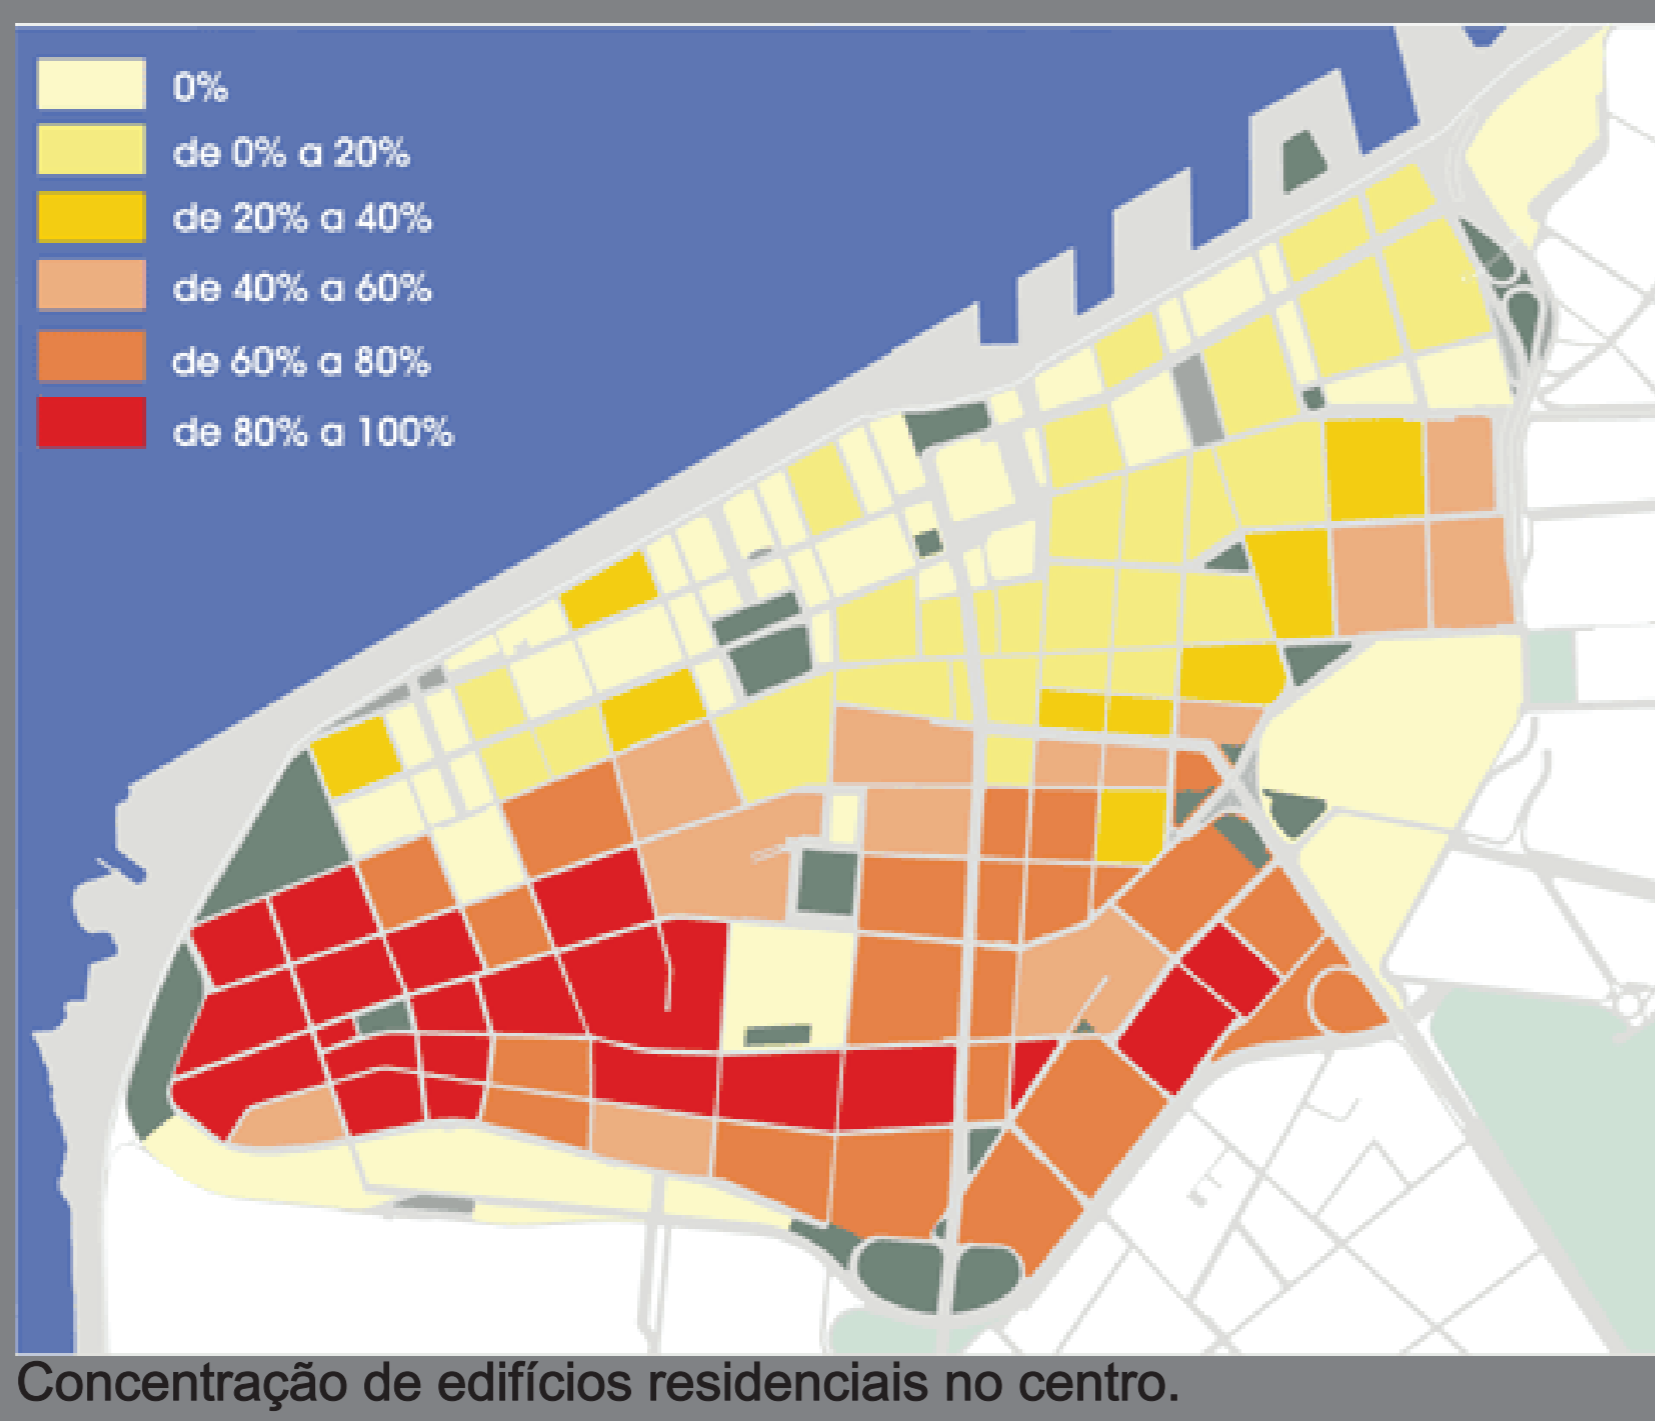 0%
de 0% a 20%
de 20% a 40%
de 40% a 60%
de 60% a 80%
de 80% a 100%
Concentração de edifícios residenciais no centro.